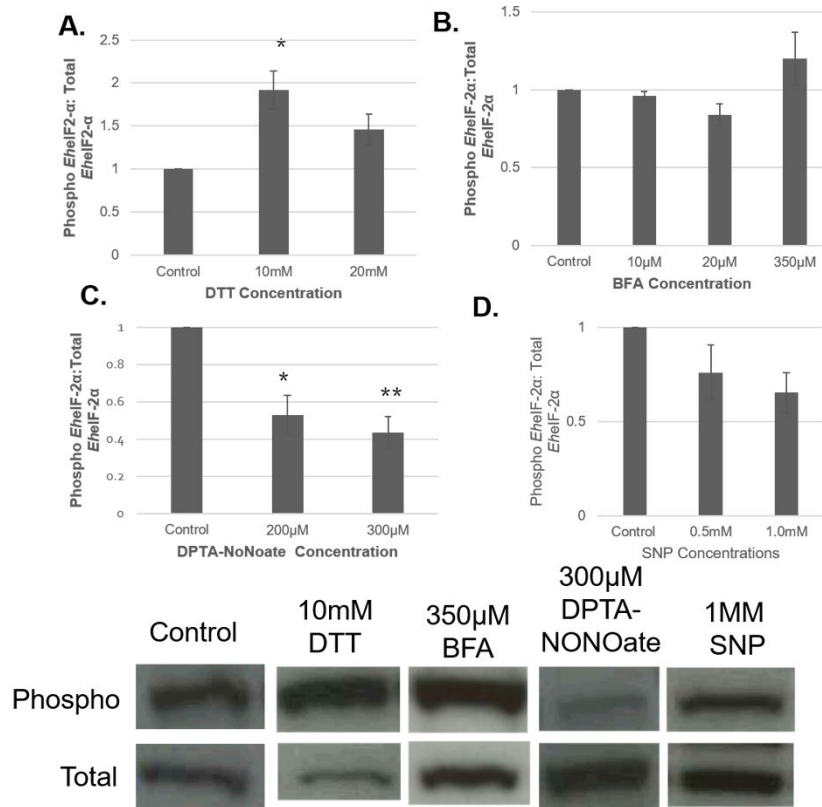 A.
*
2.5
2
1.5
1
0.5
0
Phospho EheIF2-α: Total
EheIF2-α
Control 10mM 20mM
DTT Concentration
B.
1.5
1
0.5
0
Phospho EheIF-2α:Total
EheIF-2α
Control 10µM 20µM 350µM
BFA Concentration
C.
*
**
1
0.8
0.6
0.4
0.2
0
Phospho EheIF-2α:Total
EheIF-2α
Control 200µM 300µM
DPTA-NoNoate Concentration
D.
1
0.5
0
Phospho EheIF-2α: Total
EheIF-2α
Control 0.5mM 1.0mM
SNP Concentrations
Control
10mM
DTT
350µM
BFA
300µM
DPTA-
NONOate
1MM
SNP
Phospho
Total